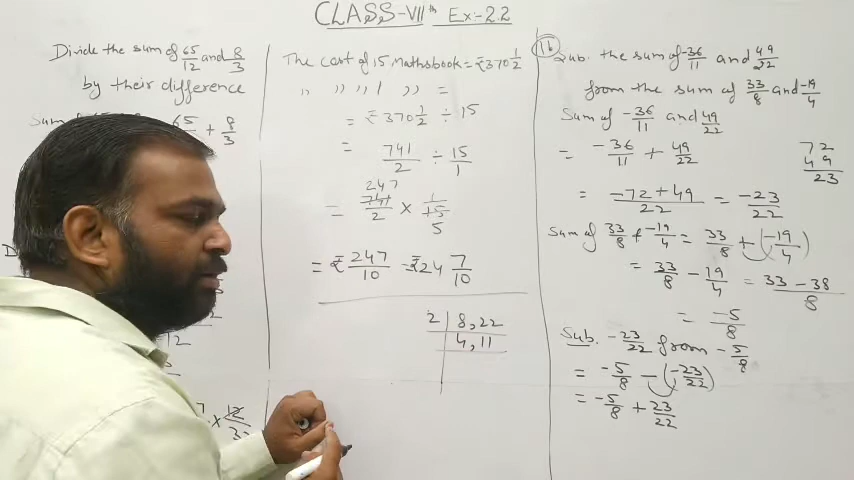 CLASS-VIIth Ex:-2.2
Divide the sum of 65/12 and 8/3
by their difference
65 + 8/3
12
× 12/32
The cost of 15 Mathsbook = ₹370 1/2
,, ,, ,, 1 ,, =
= ₹ 370 1/2 ÷ 15
= 741/2 ÷ 15/1
247
= 741/2 × 1/15
5
= ₹ 247/10 = ₹24 7/10
2 | 8, 22
4, 11
16 Sub. the sum of -36/11 and 49/22
from the sum of 33/8 and -19/4
Sum of -36/11 and 49/22
= -36/11 + 49/22
72
49
23
= -72 + 49/22 = -23/22
Sum of 33/8 + -19/4 = 33/8 + (-19/4)
= 33/8 - 19/4 = 33 - 38/8
= -5/8
Sub. -23/22 from -5/8
= -5/8 - (-23/22)
= -5/8 + 23/22